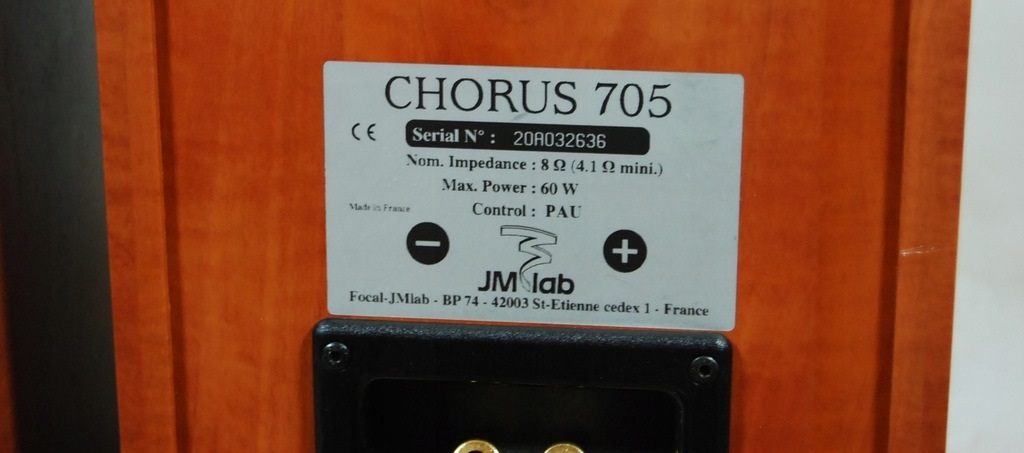 CHORUS 705
CE Serial N° : 20A032636
Nom. Impedance : 8 Ω (4.1 Ω mini.)
Max. Power : 60 W
Made in France Control : PAU
− +
JMlab
Focal-JMlab - BP 74 - 42003 St-Etienne cedex 1 - France